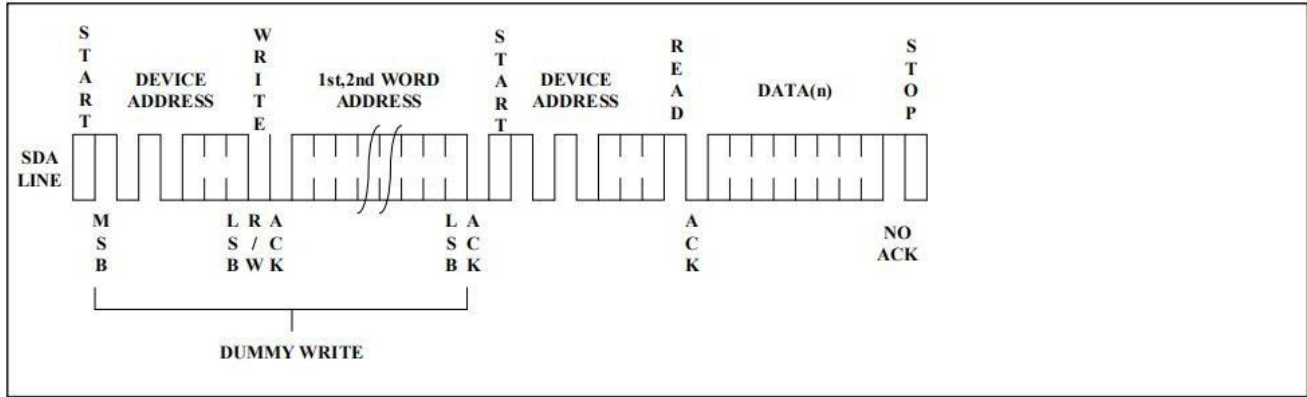 START
DEVICE
ADDRESS
WRITE
1st,2nd WORD
ADDRESS
START
DEVICE
ADDRESS
READ
DATA(n)
STOP
SDA
LINE
MSB
LSB
R/W
ACK
LSB
ACK
ACK
NO
ACK
DUMMY WRITE